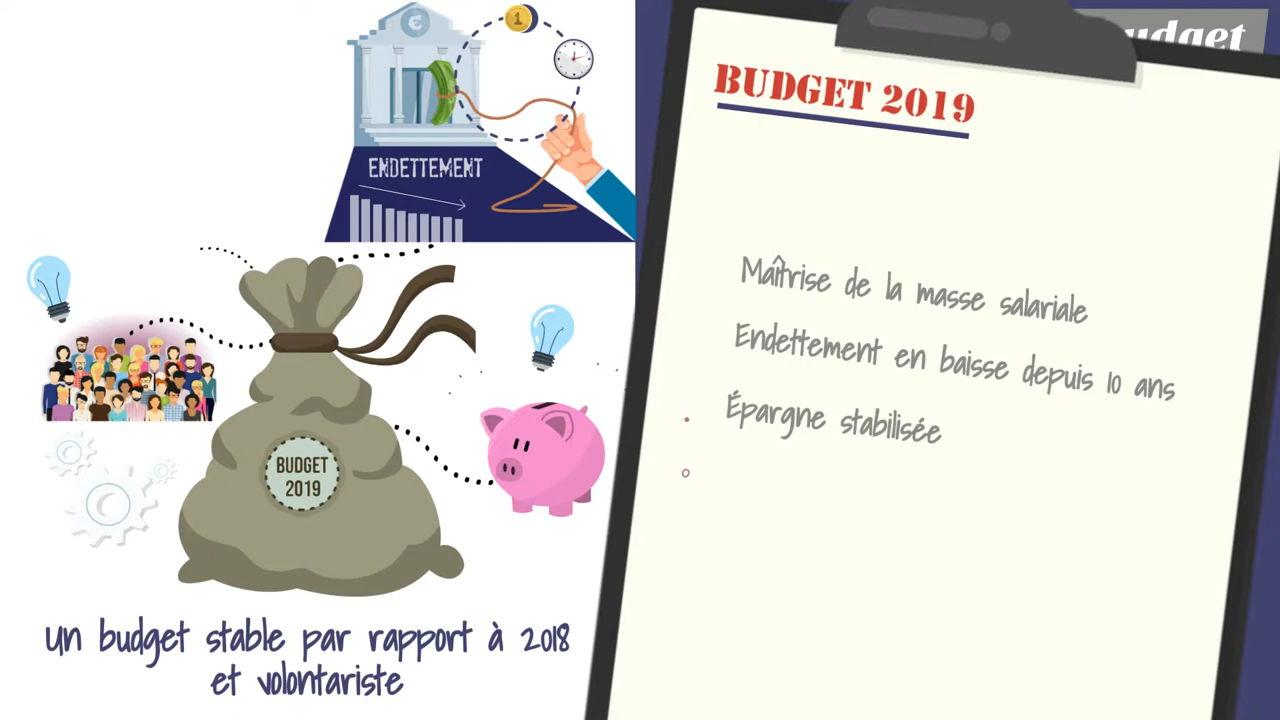 ENDETTEMENT
BUDGET
2019
Un budget stable par rapport à 2018
et volontariste
BUDGET 2019
Maîtrise de la masse salariale
Endettement en baisse depuis 10 ans
Épargne stabilisée